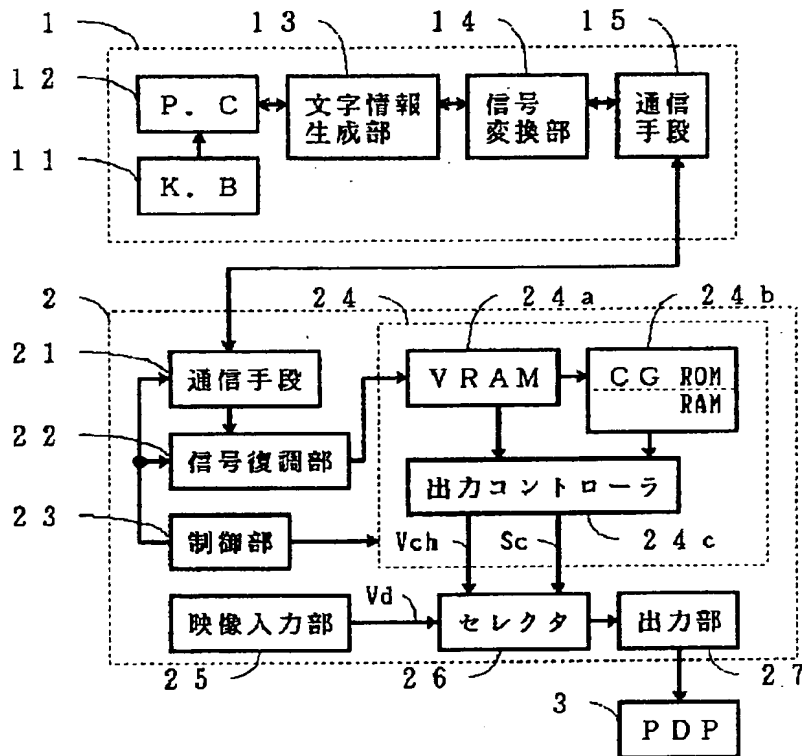 1
13
14
15
12
P.C
文字情報
生成部
信号
変換部
通信
手段
11
K.B
2
24
24a
24b
21
通信手段
VRAM
CG ROM
RAM
22
信号復調部
出力コントローラ
23
制御部
Vch
Sc
24c
映像入力部
Vd
セレクタ
出力部
25
26
27
3
PDP